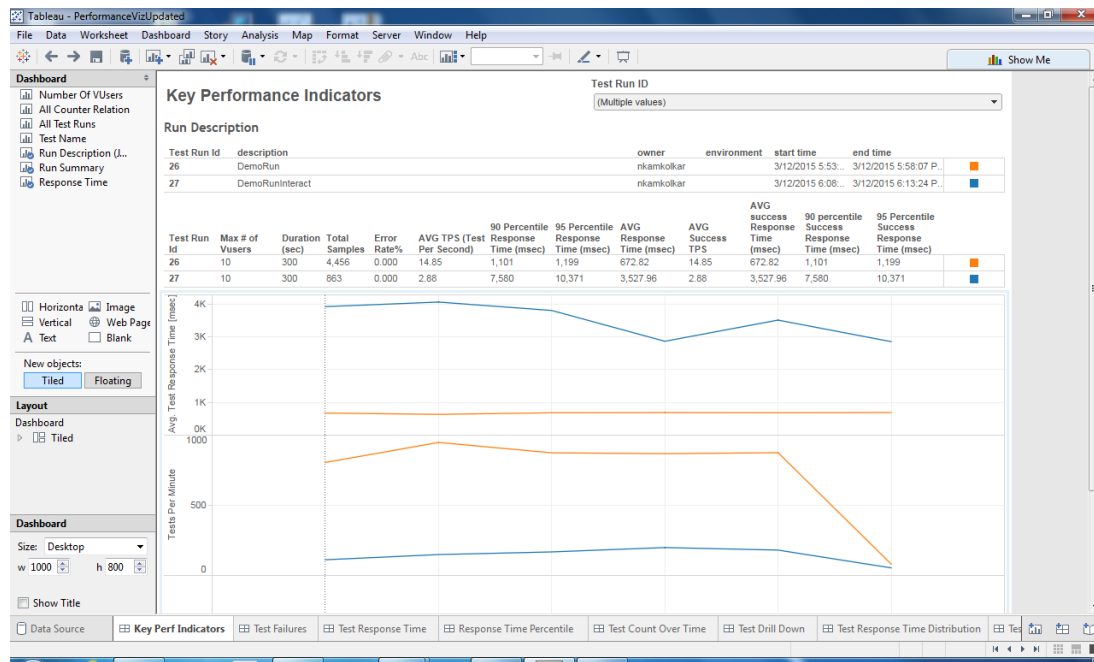 Tableau - PerformanceVizUpdated
File Data Worksheet Dashboard Story Analysis Map Format Server Window Help
Abc
Show Me
Dashboard
Number Of VUsers
All Counter Relation
All Test Runs
Test Name
Run Description (J...
Run Summary
Response Time
Horizonta Image
Vertical Web Page
A Text Blank
New objects:
Tiled Floating
Layout
Dashboard
Tiled
Dashboard
Size: Desktop
w 1000 h 800
Show Title
Key Performance Indicators
Test Run ID
(Multiple values)
Run Description
Test Run Id description owner environment start time end time
26 DemoRun nkamkolkar 3/12/2015 5:53:.. 3/12/2015 5:58:07 P..
27 DemoRunInteract nkamkolkar 3/12/2015 6:08:.. 3/12/2015 6:13:24 P..
Test Run Id Max # of Vusers Duration (sec) Total Samples Error Rate% AVG TPS (Test Per Second) 90 Percentile Response Time (msec) 95 Percentile Response Time (msec) AVG Response Time (msec) AVG Success TPS AVG success Response Time (msec) 90 percentile Success Response Time (msec) 95 Percentile Success Response Time (msec)
26 10 300 4,456 0.000 14.85 1,101 1,199 672.82 14.85 672.82 1,101 1,199
27 10 300 863 0.000 2.88 7,580 10,371 3,527.96 2.88 3,527.96 7,580 10,371
Avg. Test Response Time [msec]
4K
3K
2K
1K
0K
Tests Per Minute
1000
500
0
Data Source Key Perf Indicators Test Failures Test Response Time Response Time Percentile Test Count Over Time Test Drill Down Test Response Time Distribution Tes